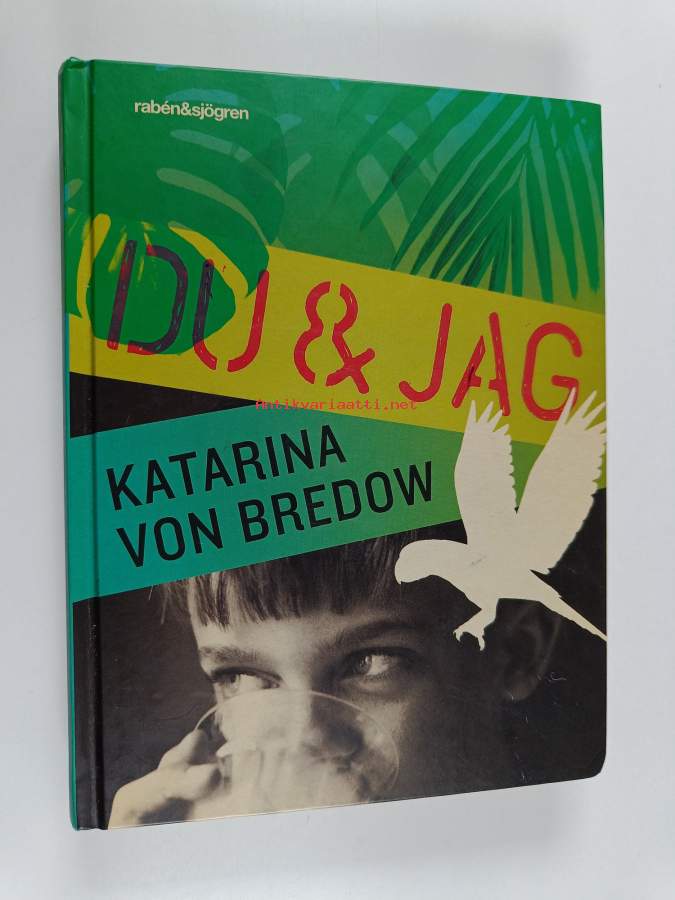 rabén&sjögren
DU & JAG
Antikvariaatti.net
KATARINA
VON BREDOW